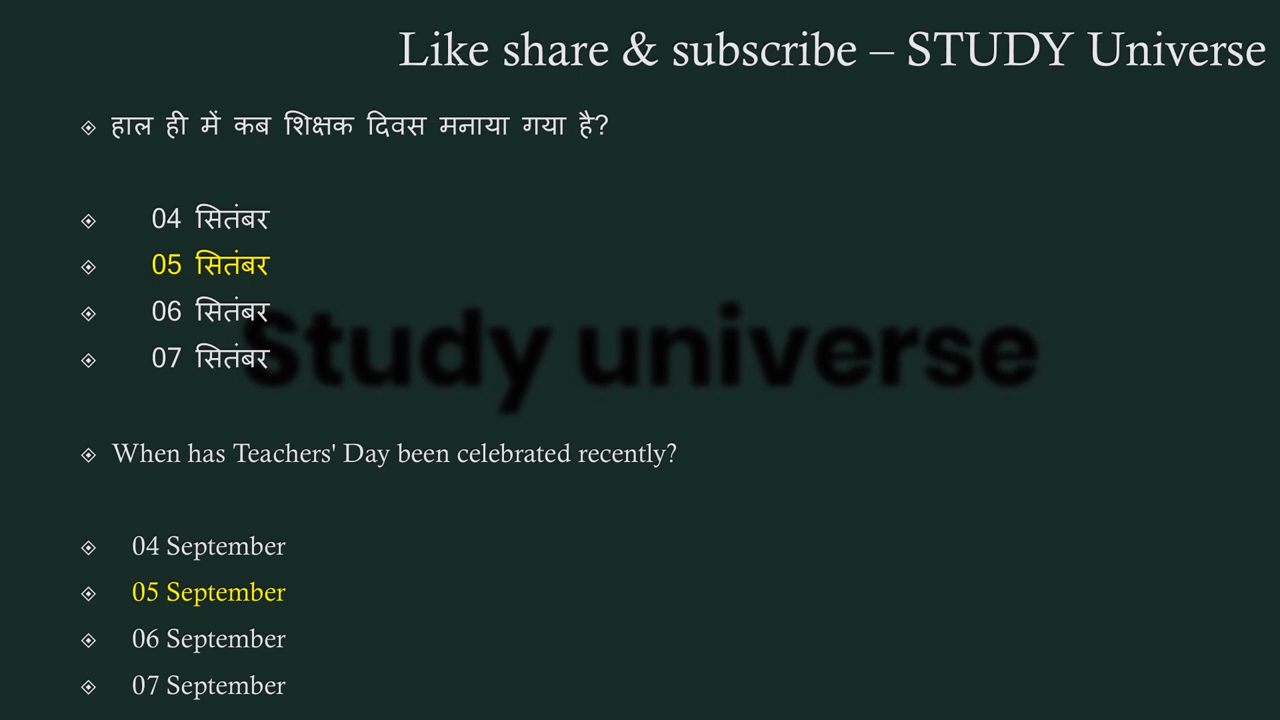 Like share & subscribe – STUDY Universe
हाल ही में कब शिक्षक दिवस मनाया गया है?
04 सितंबर
05 सितंबर
06 सितंबर
07 सितंबर
Study universe
When has Teachers' Day been celebrated recently?
04 September
05 September
06 September
07 September